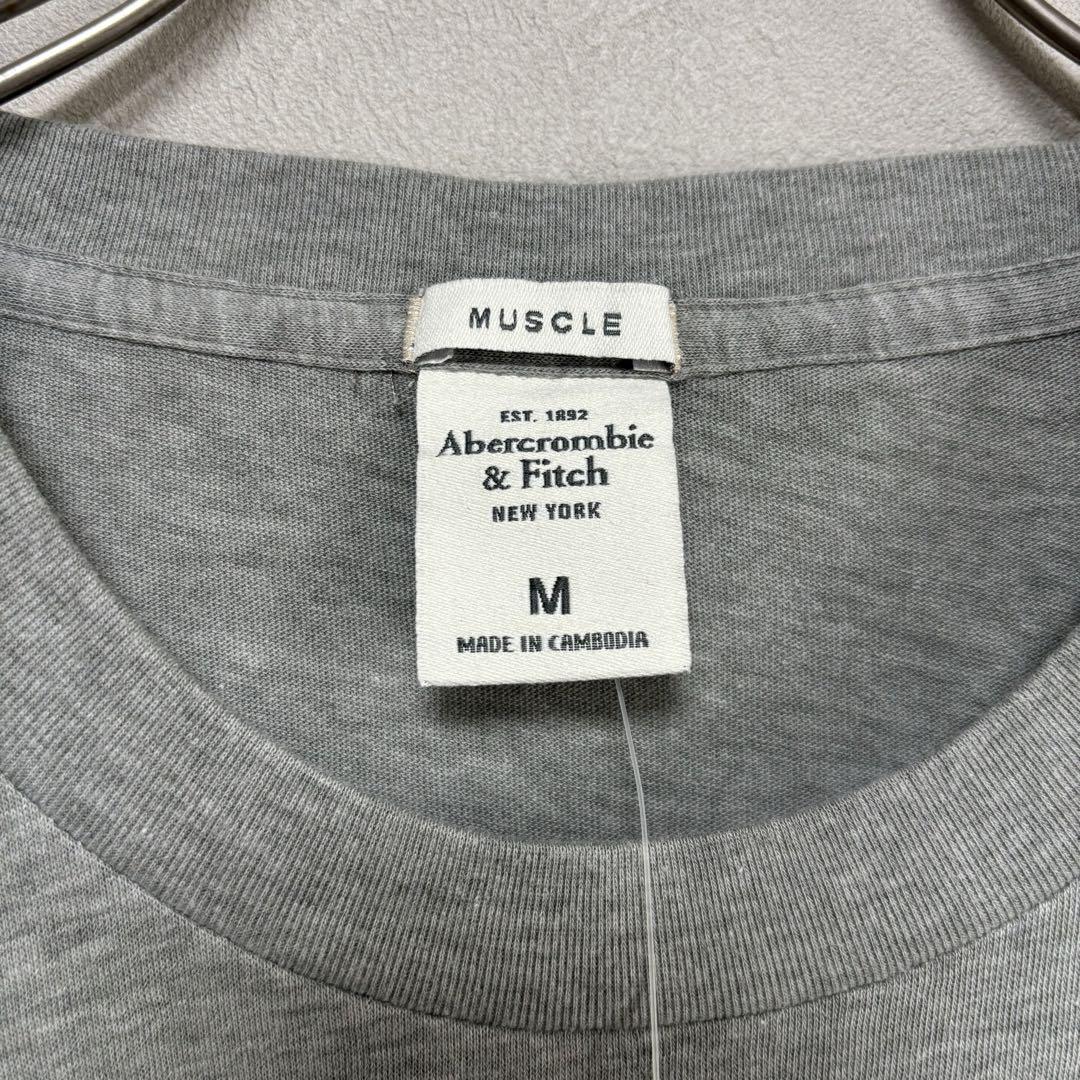 MUSCLE
EST. 1892
Abercrombie
& Fitch
NEW YORK
M
MADE IN CAMBODIA